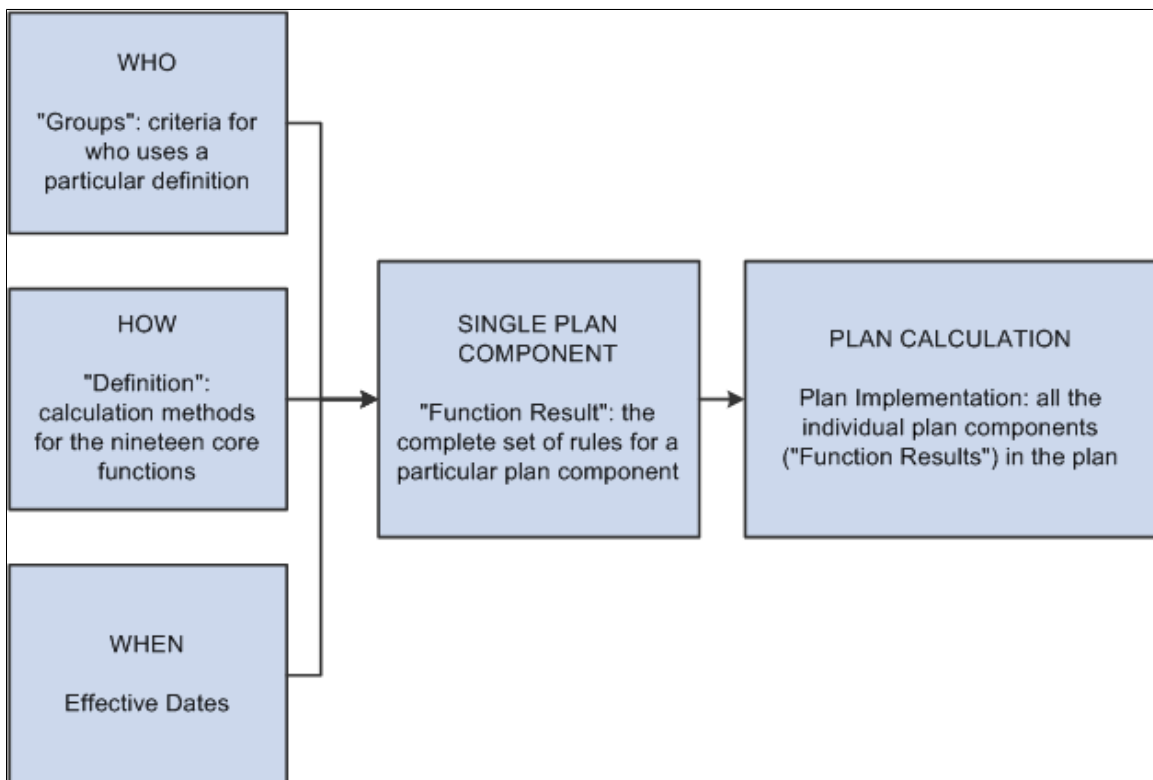 WHO
"Groups": criteria for
who uses a
particular definition
HOW
"Definition":
calculation methods
for the nineteen core
functions
WHEN
Effective Dates
SINGLE PLAN
COMPONENT
"Function Result": the
complete set of rules for a
particular plan component
PLAN CALCULATION
Plan Implementation: all the
individual plan components
("Function Results") in the plan